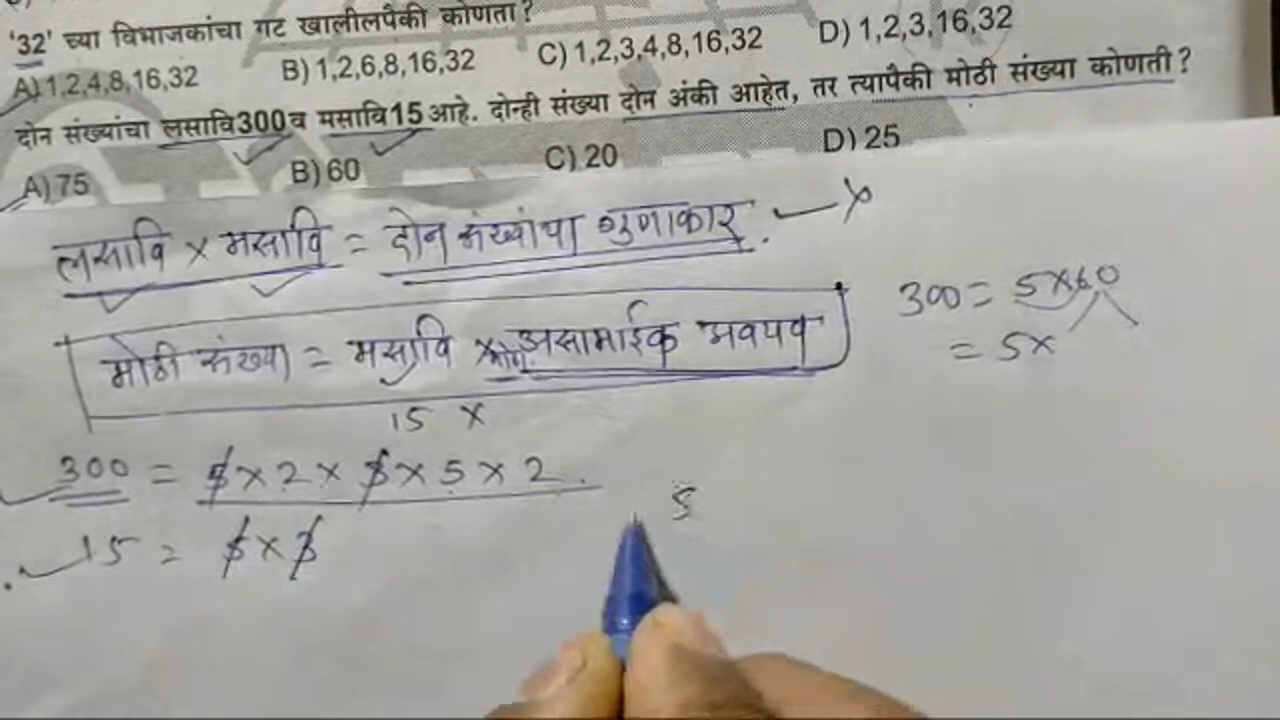 '32' च्या विभाजकांचा गट खालीलपैकी कोणता?
A) 1,2,4,8,16,32 B) 1,2,6,8,16,32 C) 1,2,3,4,8,16,32 D) 1,2,3,16,32
दोन संख्यांचा लसावि300व मसावि15आहे. दोन्ही संख्या दोन अंकी आहेत, तर त्यापैकी मोठी संख्या कोणती?
A) 75 B) 60 C) 20 D) 25
लसावि × मसावि = दोन संख्यांचा गुणाकार.
मोठी संख्या = मसावि × असामाईक अवयव
15 ×
300 = 5×60
= 5×
300 = 5 × 2 × 3 × 5 × 2.
15 = 5 × 3
5